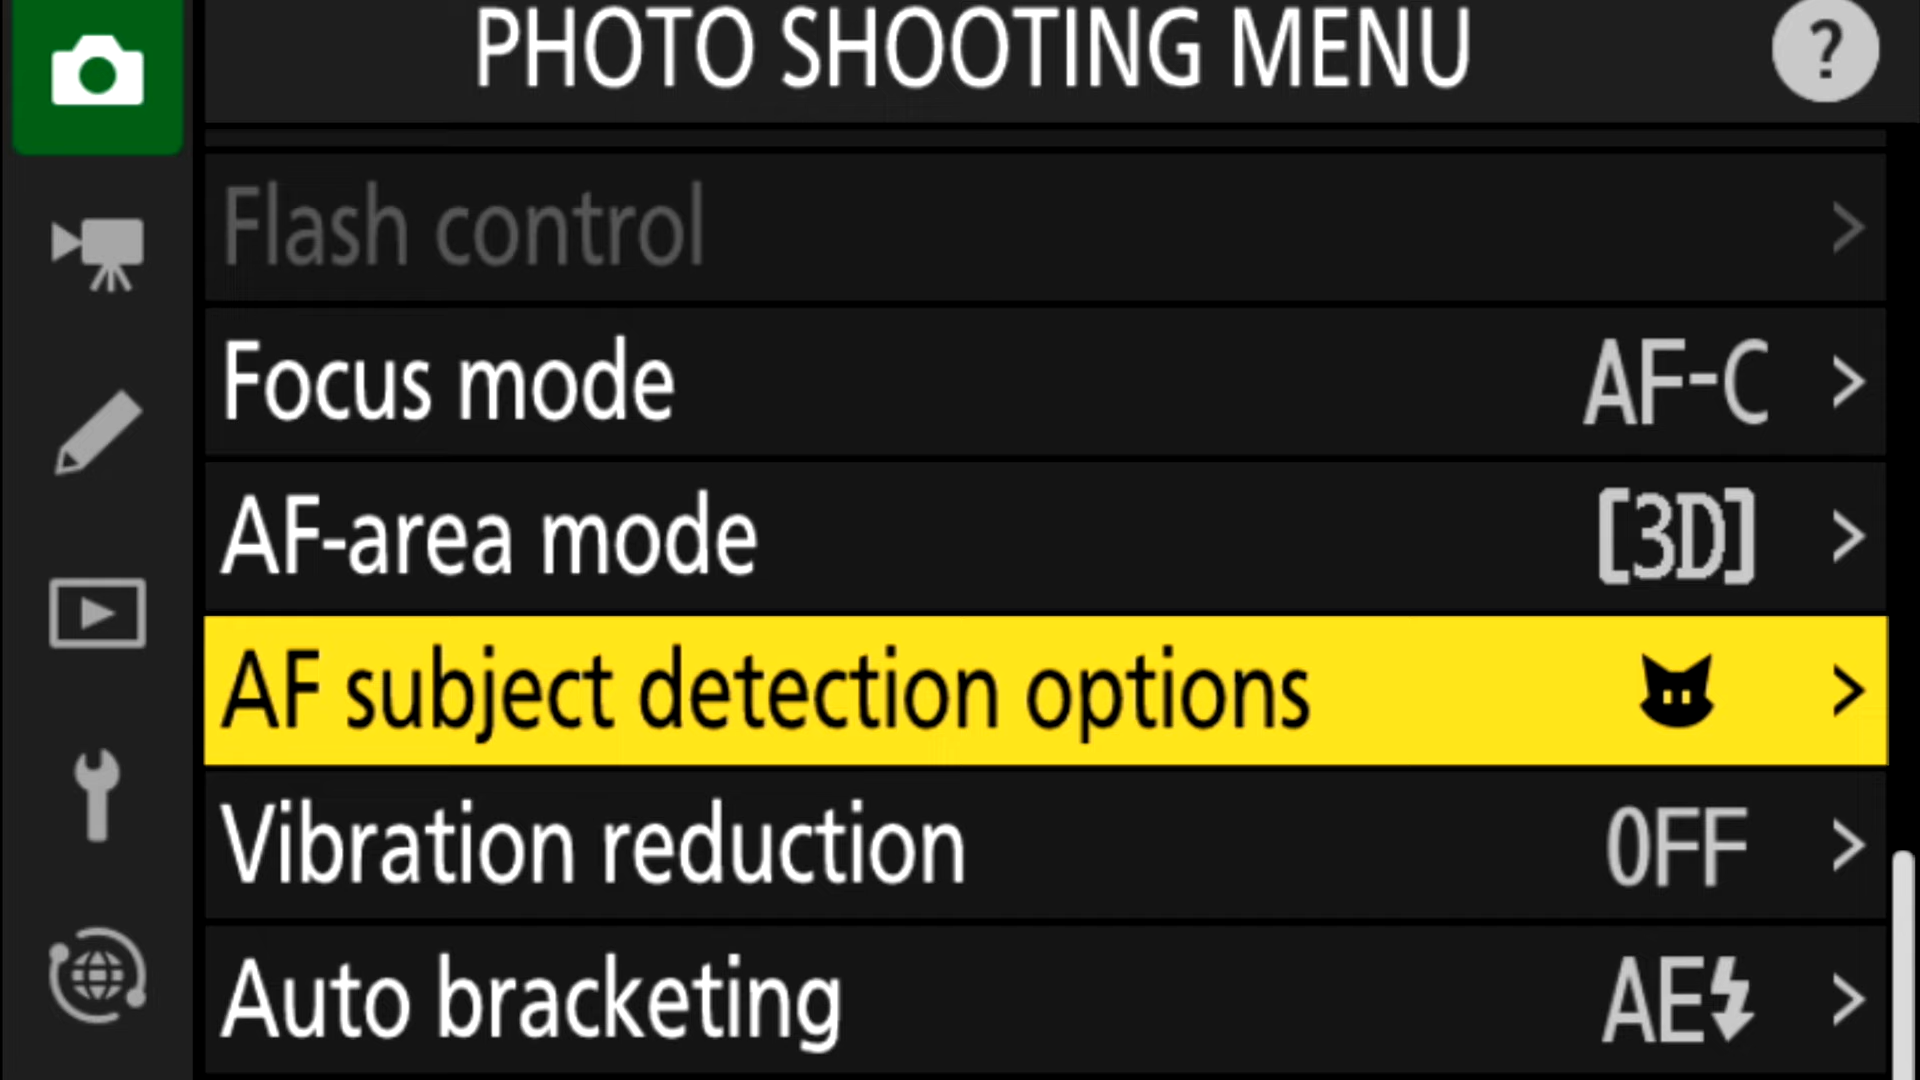 PHOTO SHOOTING MENU ?
Flash control >
Focus mode AF-C >
AF-area mode [3D] >
AF subject detection options >
Vibration reduction OFF >
Auto bracketing AE >